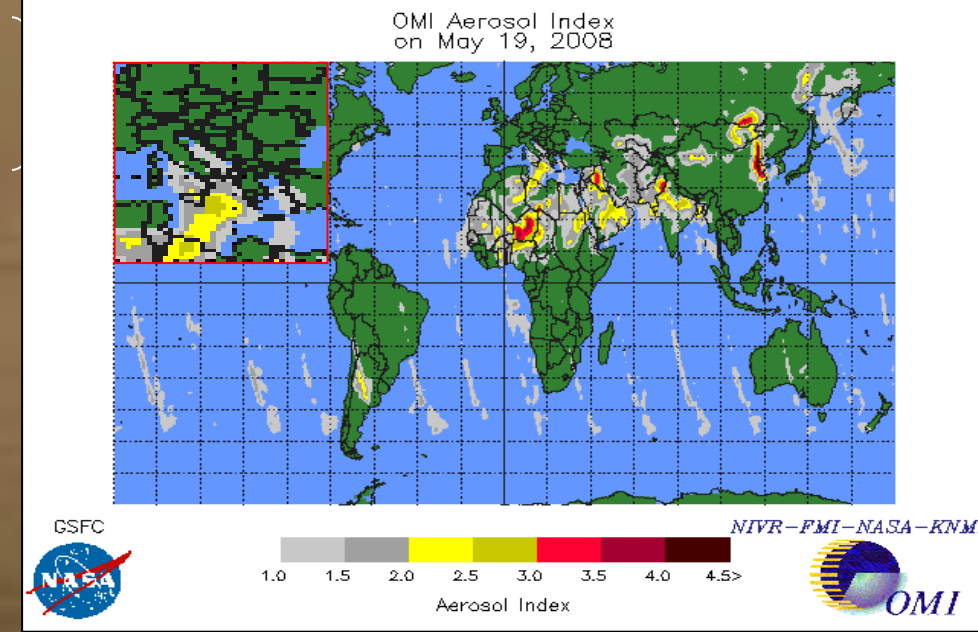 OMI Aerosol Index
on May 19, 2008
GSFC
NIVR-FMI-NASA-KNMI
NASA
1.0 1.5 2.0 2.5 3.0 3.5 4.0 4.5>
Aerosol Index
OMI